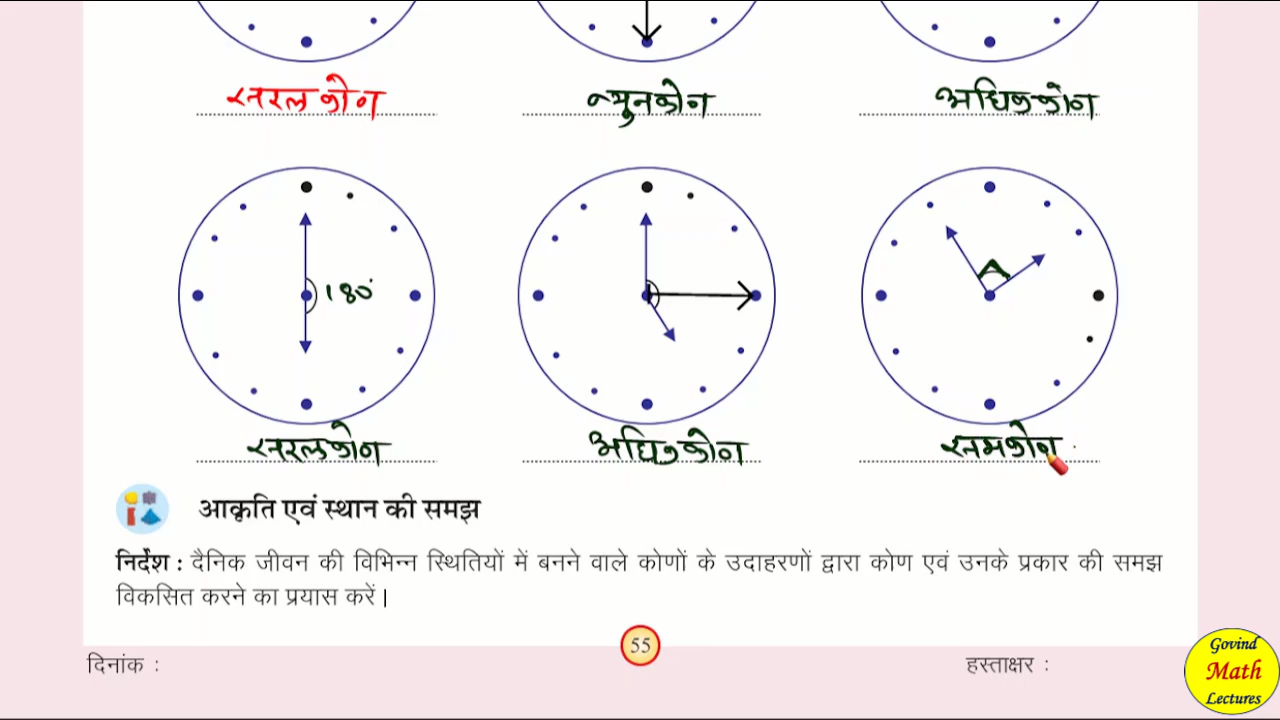 सरल कोन न्यूनकोन अधिककोन
180°
A
सरलकोन अधिककोन समकोन
आकृति एवं स्थान की समझ
निर्देश : दैनिक जीवन की विभिन्न स्थितियों में बनने वाले कोणों के उदाहरणों द्वारा कोण एवं उनके प्रकार की समझ
विकसित करने का प्रयास करें।
55
दिनांक : हस्ताक्षर :
Govind
Math
Lectures